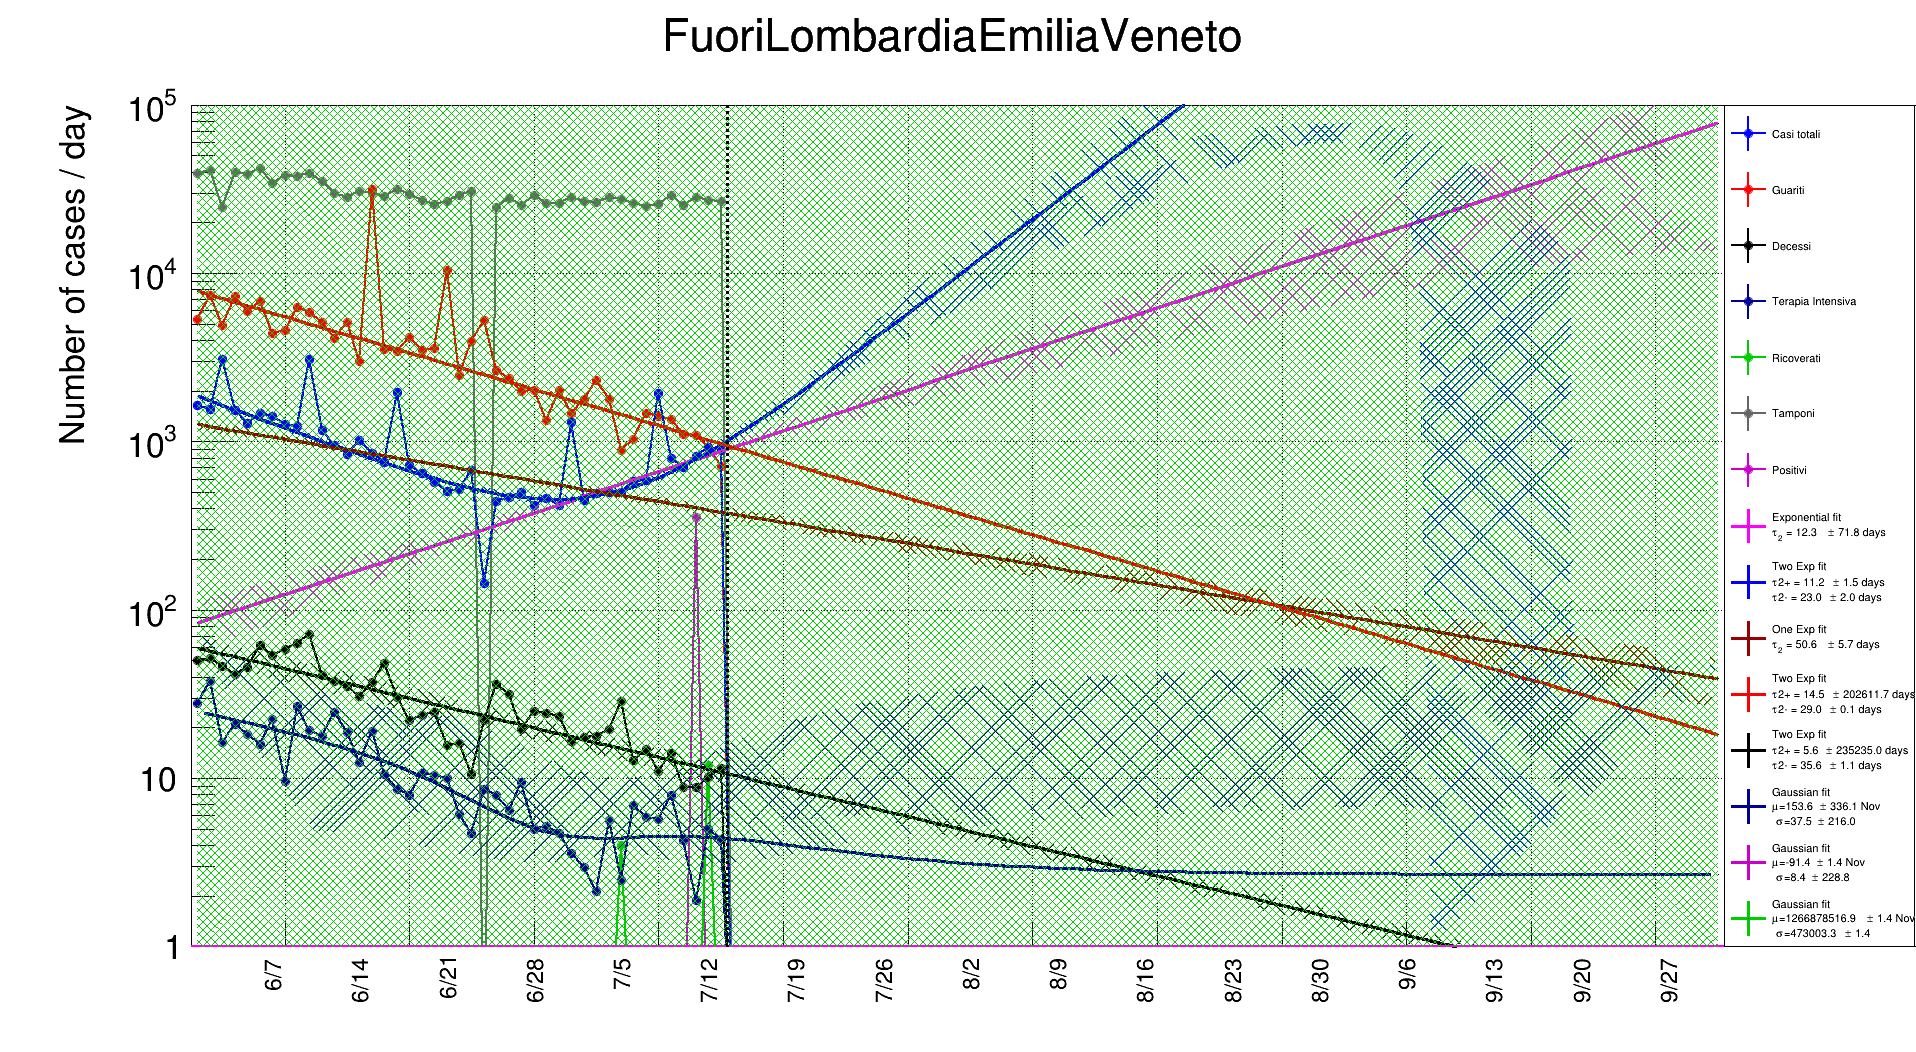 FuoriLombardiaEmiliaVeneto
Number of cases / day
10^5
10^4
10^3
10^2
10
1
6/7
6/14
6/21
6/28
7/5
7/12
7/19
7/26
8/2
8/9
8/16
8/23
8/30
9/6
9/13
9/20
9/27
Casi totali
Guariti
Decessi
Terapia Intensiva
Ricoverati
Tamponi
Positivi
Exponential fit
τ₂ = 12.3 ± 71.8 days
Two Exp fit
τ2+ = 11.2 ± 1.5 days
τ2- = 23.0 ± 2.0 days
One Exp fit
τ₂ = 50.6 ± 5.7 days
Two Exp fit
τ2+ = 14.5 ± 202611.7 days
τ2- = 29.0 ± 0.1 days
Two Exp fit
τ2+ = 5.6 ± 235235.0 days
τ2- = 35.6 ± 1.1 days
Gaussian fit
μ=153.6 ± 336.1 Nov
σ=37.5 ± 216.0
Gaussian fit
μ=-91.4 ± 1.4 Nov
σ=8.4 ± 228.8
Gaussian fit
μ=1266878516.9 ± 1.4 Nov
σ=473003.3 ± 1.4